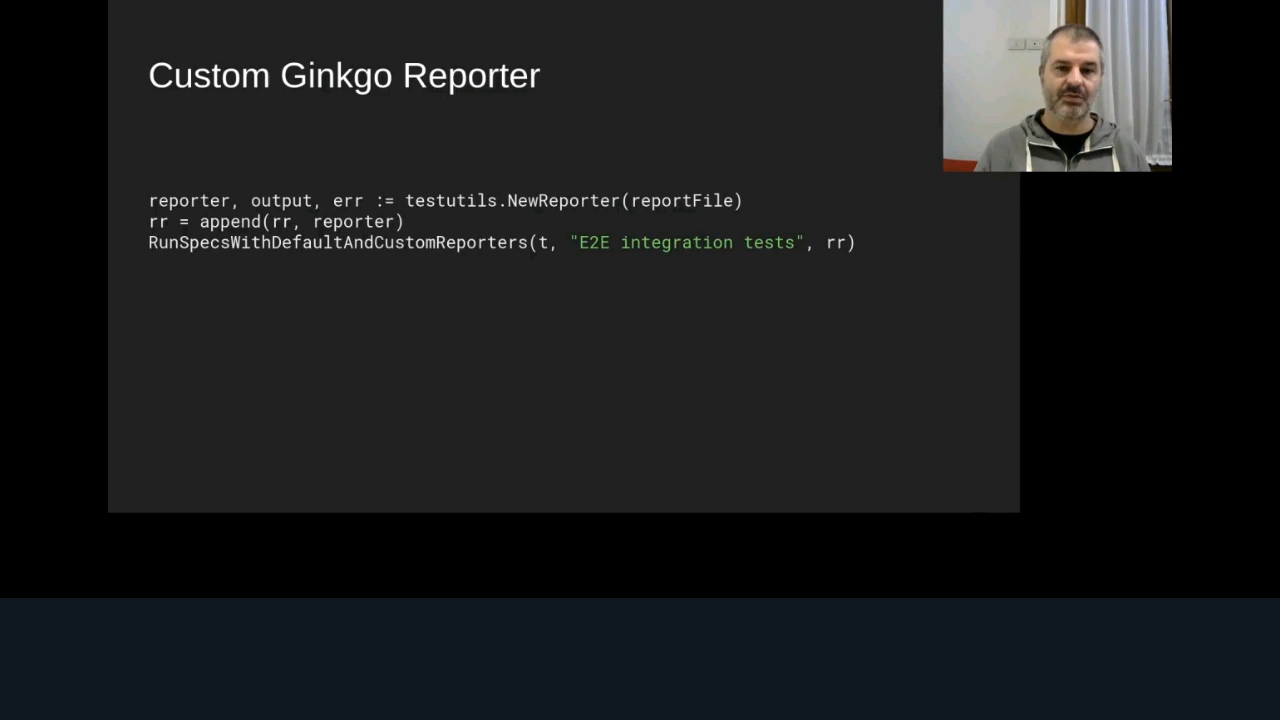 Custom Ginkgo Reporter
reporter, output, err := testutils.NewReporter(reportFile)
rr = append(rr, reporter)
RunSpecsWithDefaultAndCustomReporters(t, "E2E integration tests", rr)